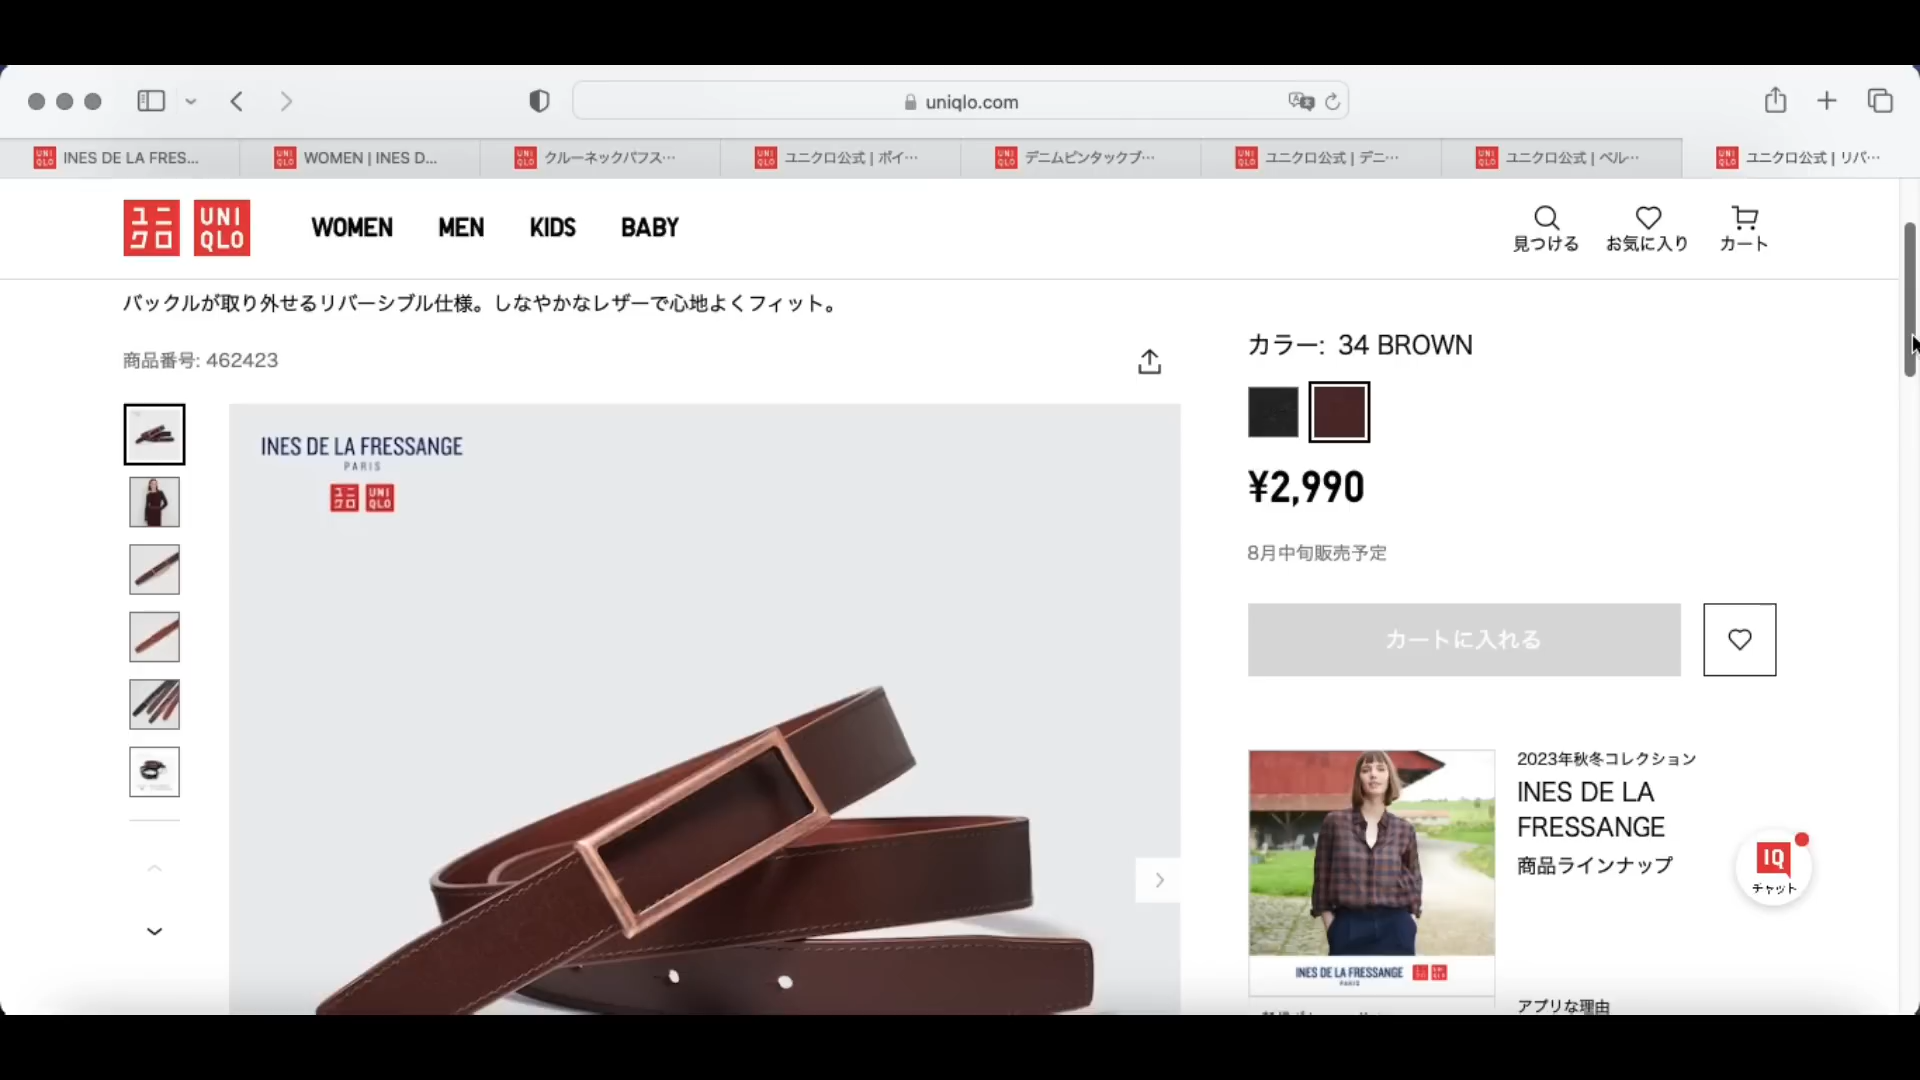 uniqlo.com
INES DE LA FRES...
WOMEN | INES D...
クルーネックパフス…
ユニクロ公式 | ボイ…
デニムピンタックブ…
ユニクロ公式 | デニ…
ユニクロ公式 | ベル…
ユニクロ公式 | リバ…
ユニクロ
UNIQLO
WOMEN
MEN
KIDS
BABY
見つける
お気に入り
カート
バックルが取り外せるリバーシブル仕様。しなやかなレザーで心地よくフィット。
商品番号: 462423
カラー: 34 BROWN
INES DE LA FRESSANGE
PARIS
ユニクロ
UNIQLO
¥2,990
8月中旬販売予定
カートに入れる
2023年秋冬コレクション
INES DE LA
FRESSANGE
商品ラインナップ
IQ
チャット
INES DE LA FRESSANGE
PARIS
アプリな理由